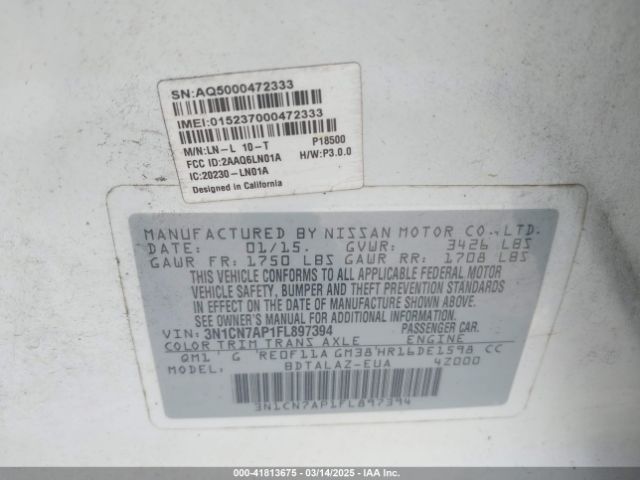 SN:AQ5000472333
IMEI:015237000472333
M/N:LN-L 10-T P18500
FCC ID:2AAQ6LN01A H/W:P3.0.0
IC:20230-LN01A
Designed in California
MANUFACTURED BY NISSAN MOTOR CO.,LTD.
DATE: 01/15. GVWR: 3426 LBS
GAWR FR: 1750 LBS GAWR RR: 1708 LBS
THIS VEHICLE CONFORMS TO ALL APPLICABLE FEDERAL MOTOR
VEHICLE SAFETY, BUMPER AND THEFT PREVENTION STANDARDS
IN EFFECT ON THE DATE OF MANUFACTURE SHOWN ABOVE.
SEE OWNER'S MANUAL FOR ADDITIONAL INFORMATION.
VIN: 3N1CN7AP1FL897394 PASSENGER CAR
COLOR TRIM TRANS AXLE ENGINE
QM1 G RE0F11A GM38 HR16DE1598 CC
MODEL: BDTALAZ-EUA 42000
3N1CN7AP1FL897394
000-41813675 - 03/14/2025 - IAAI.COM